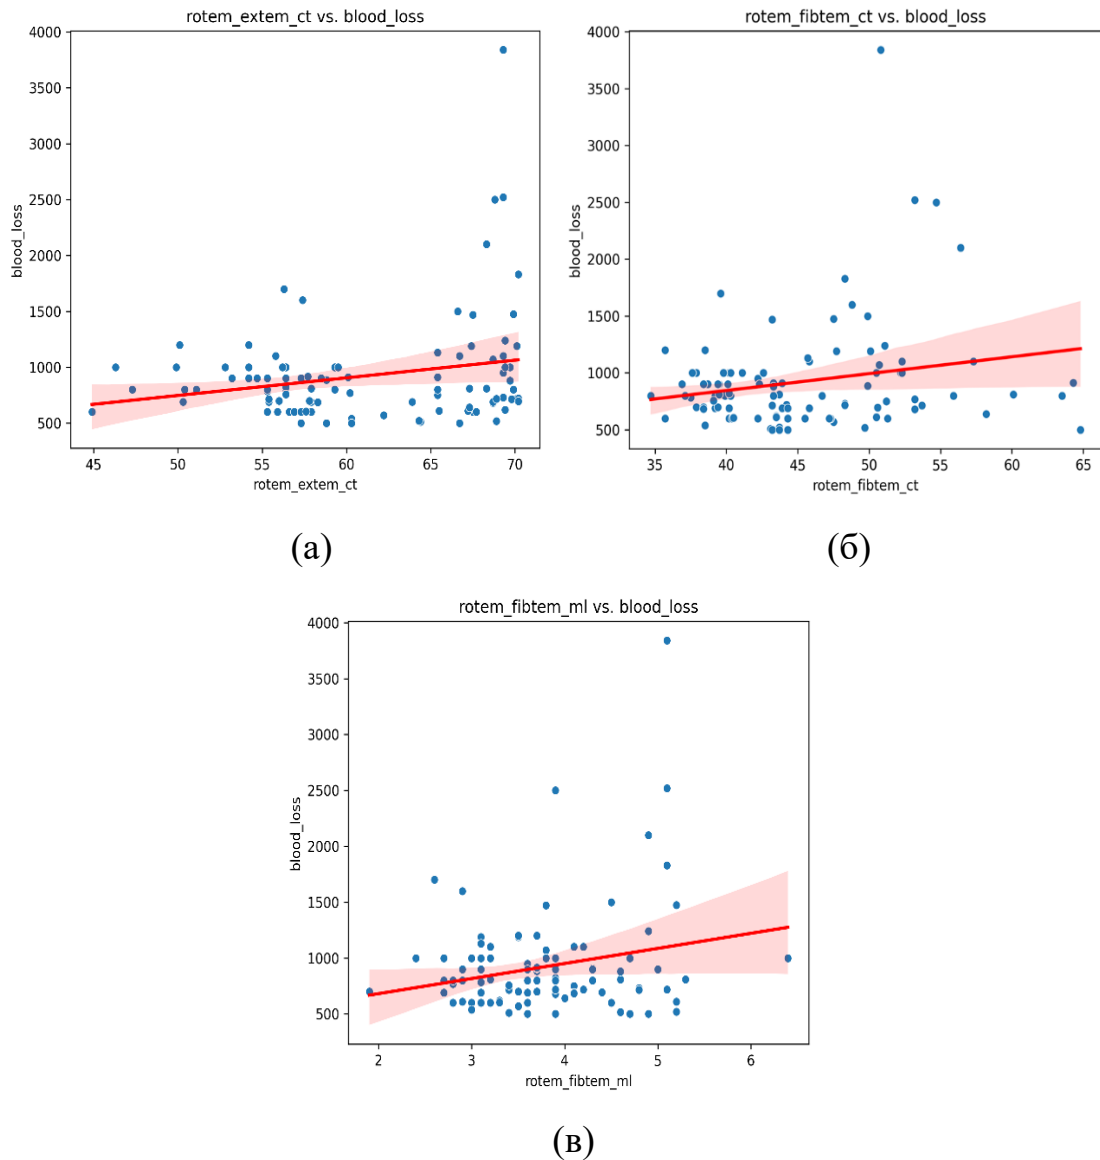 rotem_extem_ct vs. blood_loss
4000
3500
3000
2500
2000
1500
1000
500
blood_loss
45 50 55 60 65 70
rotem_extem_ct
(а)
rotem_fibtem_ct vs. blood_loss
4000
3500
3000
2500
2000
1500
1000
500
blood_loss
35 40 45 50 55 60 65
rotem_fibtem_ct
(б)
rotem_fibtem_ml vs. blood_loss
4000
3500
3000
2500
2000
1500
1000
500
blood_loss
2 3 4 5 6
rotem_fibtem_ml
(в)